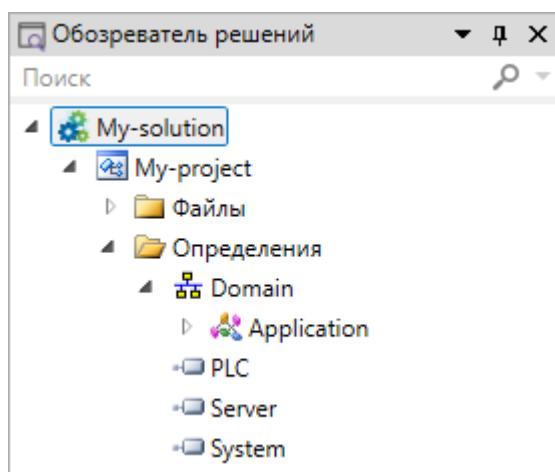 Обозреватель решений
Поиск
My-solution
My-project
Файлы
Определения
Domain
Application
PLC
Server
System